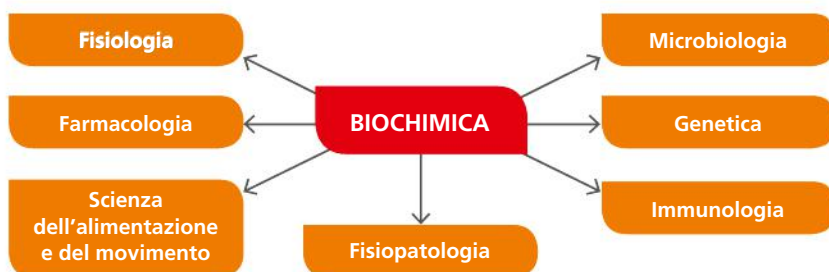 Fisiologia
Microbiologia
Farmacologia
BIOCHIMICA
Genetica
Scienza
dell'alimentazione
e del movimento
Fisiopatologia
Immunologia